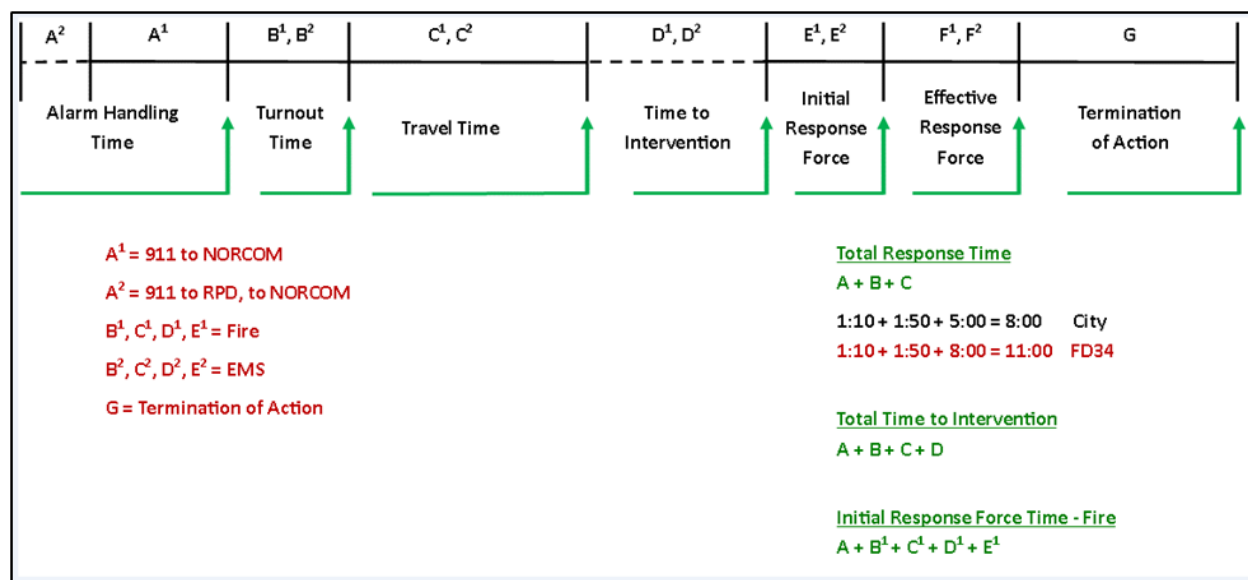 A² A¹ B¹, B² C¹, C² D¹, D² E¹, E² F¹, F² G
Alarm Handling
Time
Turnout
Time
Travel Time
Time to
Intervention
Initial
Response
Force
Effective
Response
Force
Termination
of Action
A¹ = 911 to NORCOM
A² = 911 to RPD, to NORCOM
B¹, C¹, D¹, E¹ = Fire
B², C², D², E² = EMS
G = Termination of Action
Total Response Time
A + B + C
1:10 + 1:50 + 5:00 = 8:00 City
1:10 + 1:50 + 8:00 = 11:00 FD34
Total Time to Intervention
A + B + C + D
Initial Response Force Time - Fire
A + B¹ + C¹ + D¹ + E¹